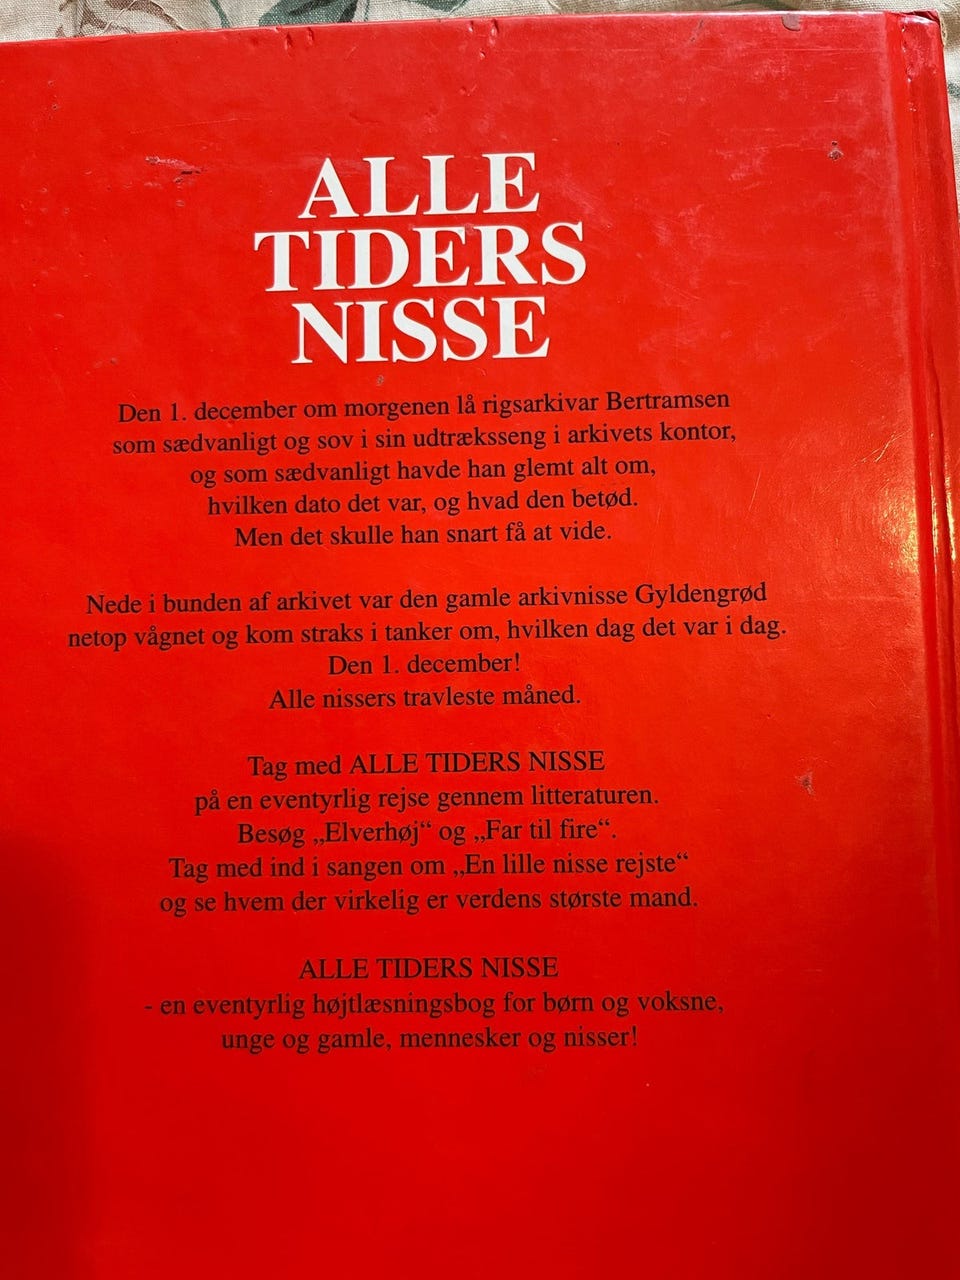 ALLE
TIDERS
NISSE
Den 1. december om morgenen lå rigsarkivar Bertramsen
som sædvanligt og sov i sin udtræksseng i arkivets kontor,
og som sædvanligt havde han glemt alt om,
hvilken dato det var, og hvad den betød.
Men det skulle han snart få at vide.
Nede i bunden af arkivet var den gamle arkivnisse Gyldengrød
netop vågnet og kom straks i tanker om, hvilken dag det var i dag.
Den 1. december!
Alle nissers travleste måned.
Tag med ALLE TIDERS NISSE
på en eventyrlig rejse gennem litteraturen.
Besøg „Elverhøj“ og „Far til fire“.
Tag med ind i sangen om „En lille nisse rejste“
og se hvem der virkelig er verdens største mand.
ALLE TIDERS NISSE
- en eventyrlig højtlæsningsbog for børn og voksne,
unge og gamle, mennesker og nisser!